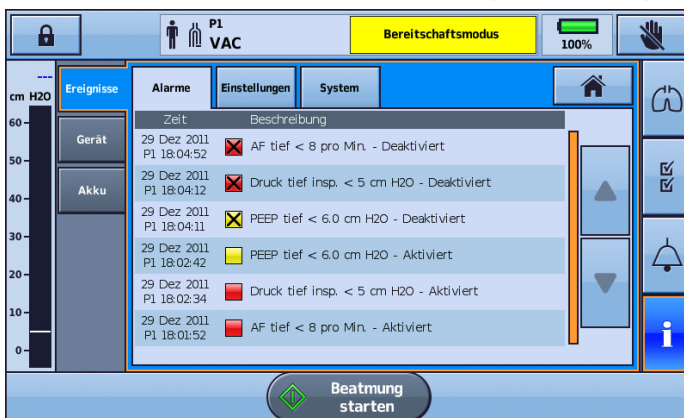 P1
VAC
Bereitschaftsmodus
100%
---
cm H2O
60
50
40
30
20
10
0
Ereignisse
Gerät
Akku
Alarme
Einstellungen
System
Zeit Beschreibung
29 Dez 2011
P1 18:04:52
AF tief < 8 pro Min. - Deaktiviert
29 Dez 2011
P1 18:04:12
Druck tief insp. < 5 cm H2O - Deaktiviert
29 Dez 2011
P1 18:04:11
PEEP tief < 6.0 cm H2O - Deaktiviert
29 Dez 2011
P1 18:02:42
PEEP tief < 6.0 cm H2O - Aktiviert
29 Dez 2011
P1 18:02:34
Druck tief insp. < 5 cm H2O - Aktiviert
29 Dez 2011
P1 18:01:52
AF tief < 8 pro Min. - Aktiviert
i
Beatmung
starten